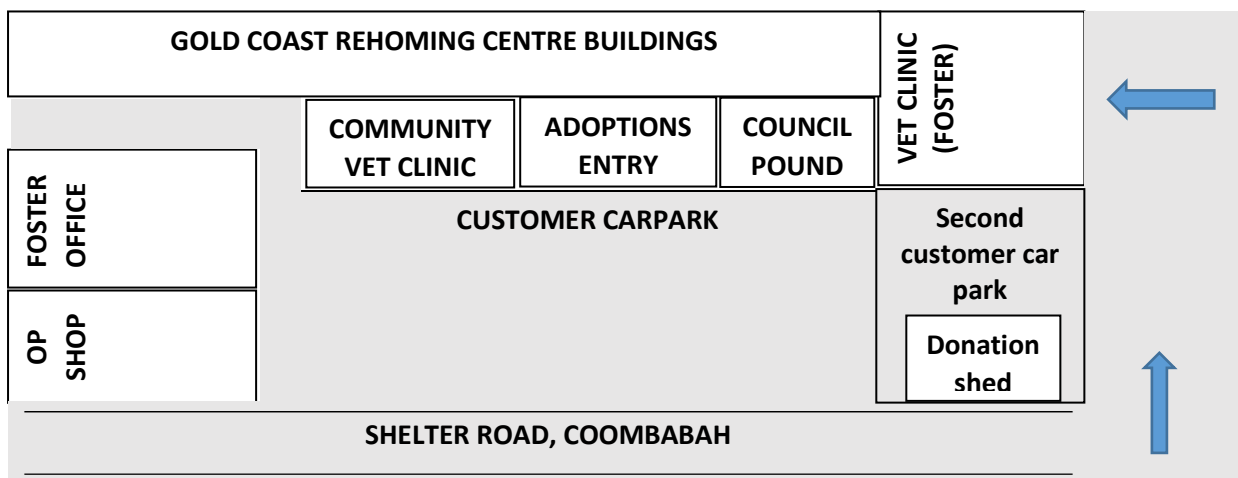 GOLD COAST REHOMING CENTRE BUILDINGS
VET CLINIC
(FOSTER)
COMMUNITY
VET CLINIC
ADOPTIONS
ENTRY
COUNCIL
POUND
FOSTER
OFFICE
CUSTOMER CARPARK
Second
customer car
park
OP
SHOP
Donation
shed
SHELTER ROAD, COOMBABAH